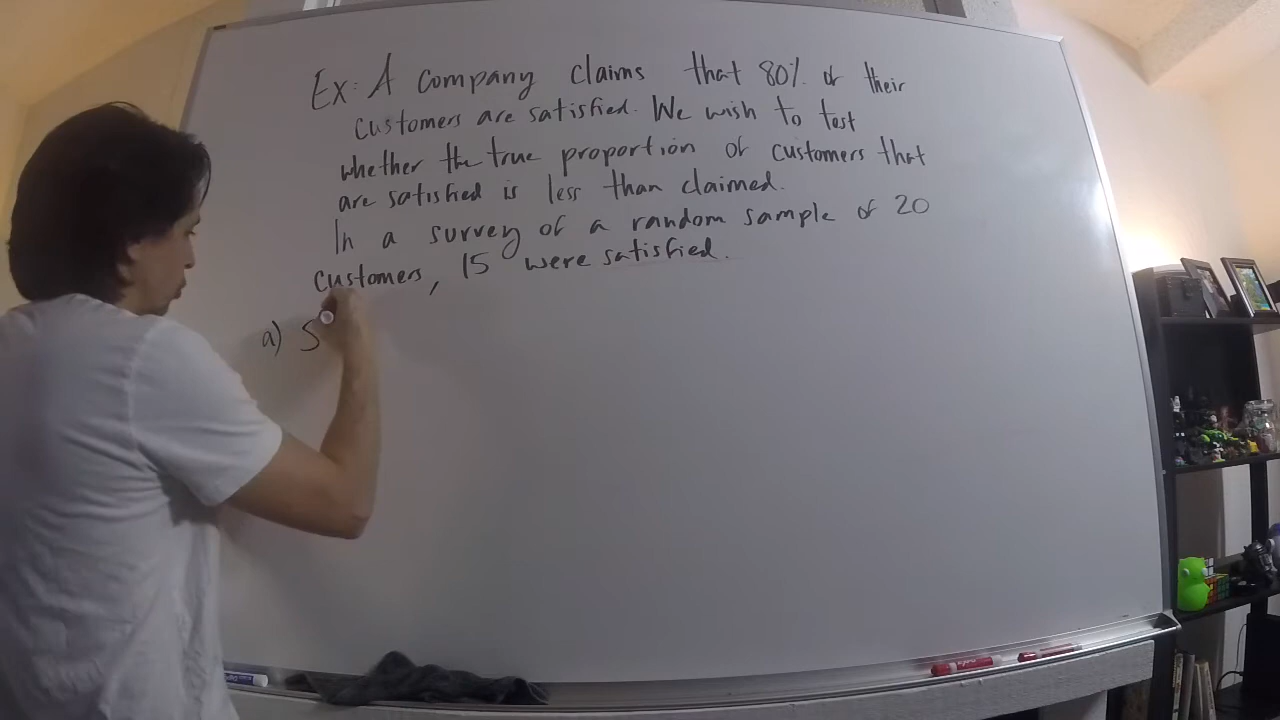 Ex: A company claims that 80% of their
customers are satisfied. We wish to test
whether the true proportion of customers that
are satisfied is less than claimed.
In a survey of a random sample of 20
customers, 15 were satisfied.
a) S